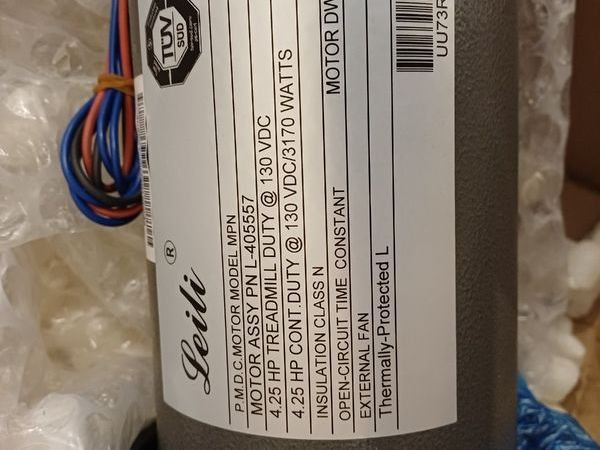 Leili ®
P.M.D.C.MOTOR MODEL MPN
MOTOR ASSY PN L-405557
4.25 HP TREADMILL DUTY @ 130 VDC
4.25 HP CONT.DUTY @ 130 VDC/3170 WATTS
INSULATION CLASS N
OPEN-CIRCUIT TIME CONSTANT
EXTERNAL FAN
Thermally-Protected L
MOTOR DW
UU73R
TÜV
SUD